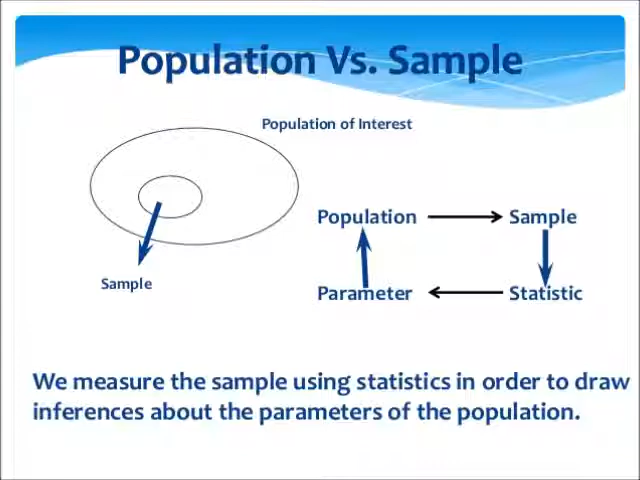 Population Vs. Sample
Population of Interest
Sample
Population
Sample
Parameter
Statistic
We measure the sample using statistics in order to draw
inferences about the parameters of the population.